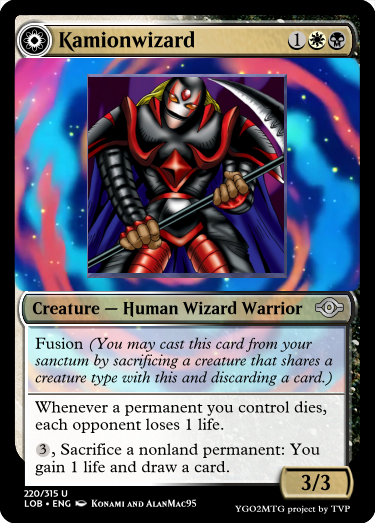 Kamionwizard 1
Creature — Human Wizard Warrior
Fusion (You may cast this card from your
sanctum by sacrificing a creature that shares a
creature type with this and discarding a card.)
Whenever a permanent you control dies,
each opponent loses 1 life.
3, Sacrifice a nonland permanent: You
gain 1 life and draw a card.
3/3
220/315 U
LOB • ENG Konami and AlanMac95
YGO2MTG project by TVP